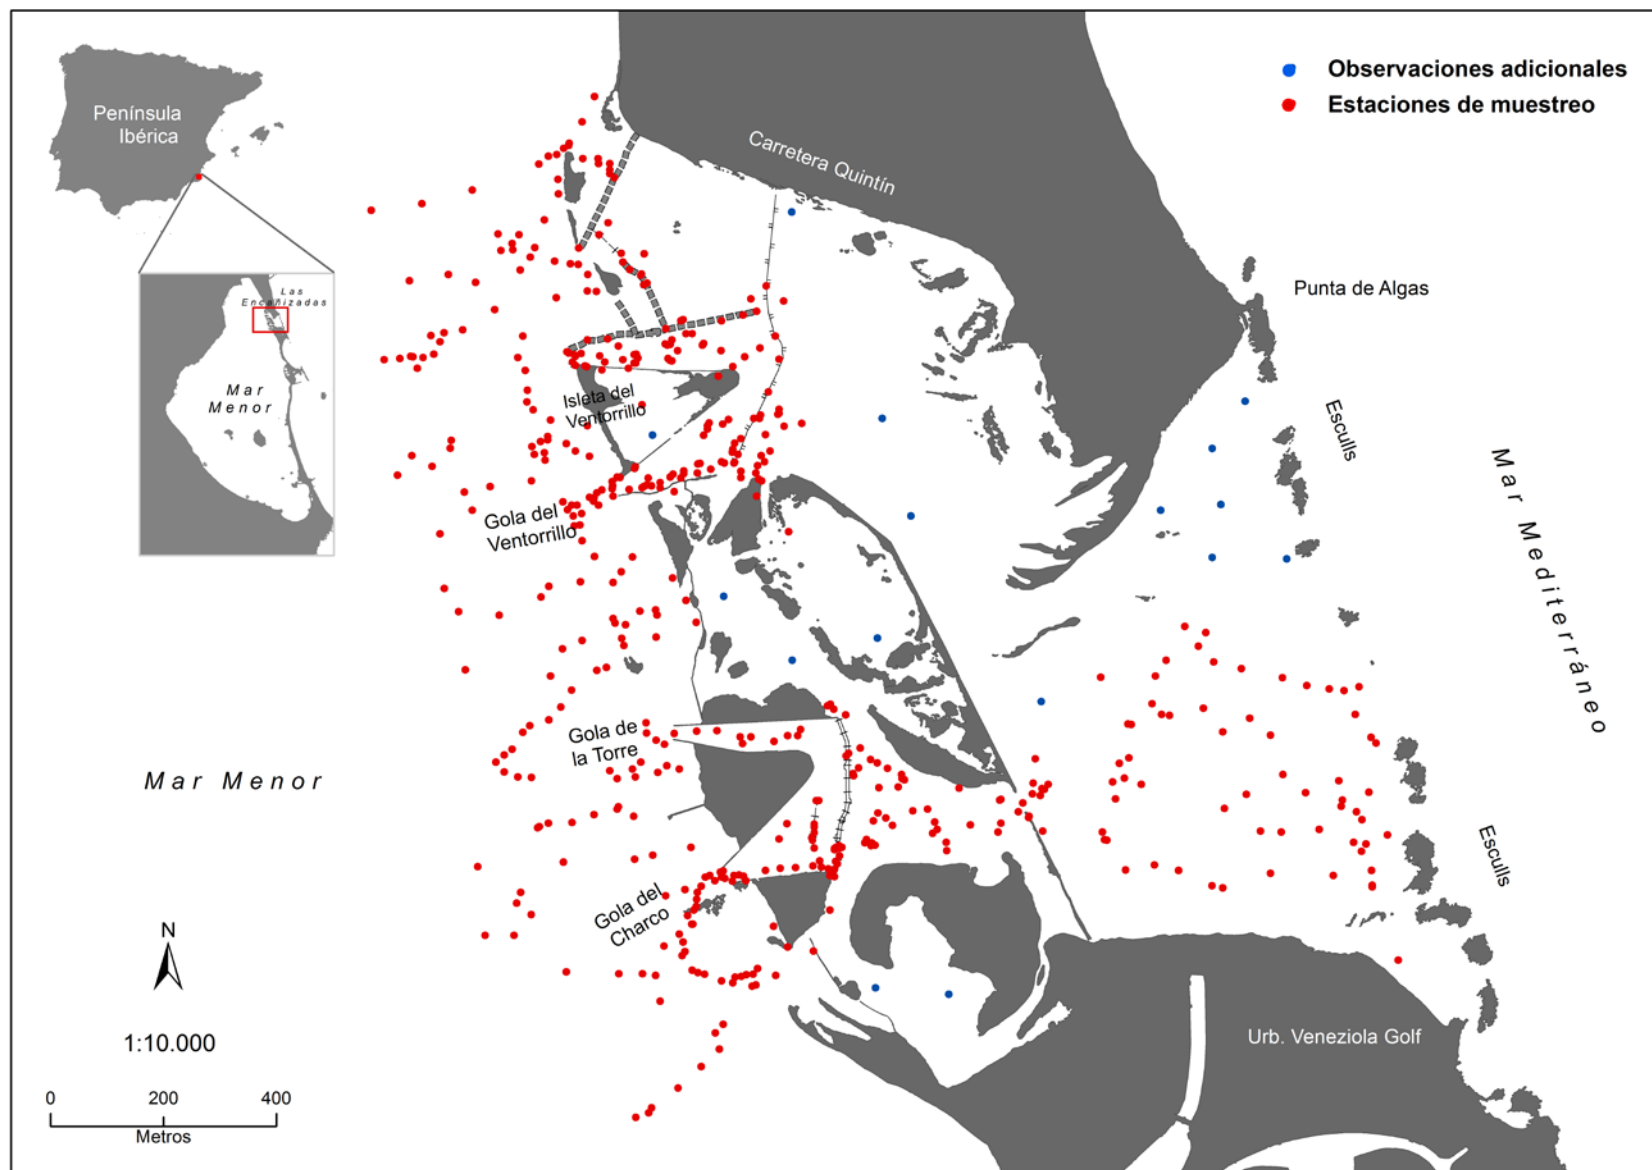 Observaciones adicionales
Estaciones de muestreo
Península
Ibérica
Carretera Quintín
Las
Encañizadas
Mar
Menor
Punta de Algas
Esculls
Isleta del
Ventorrillo
Mar Mediterráneo
Gola del
Ventorrillo
Gola de
la Torre
Mar Menor
Esculls
Gola del
Charco
N
1:10.000
Urb. Veneziola Golf
0 200 400
Metros